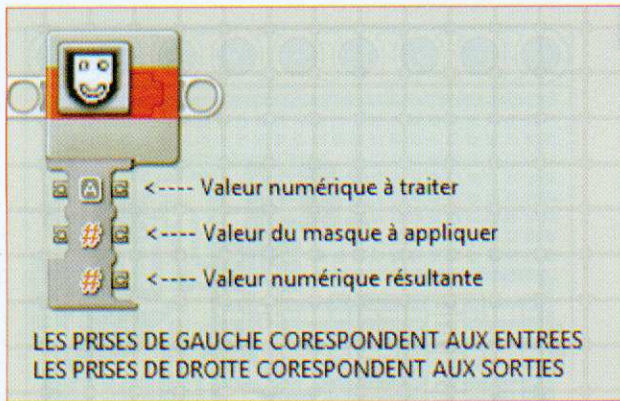 A <---- Valeur numérique à traiter
# <---- Valeur du masque à appliquer
# <---- Valeur numérique résultante
LES PRISES DE GAUCHE CORESPONDENT AUX ENTREES
LES PRISES DE DROITE CORESPONDENT AUX SORTIES